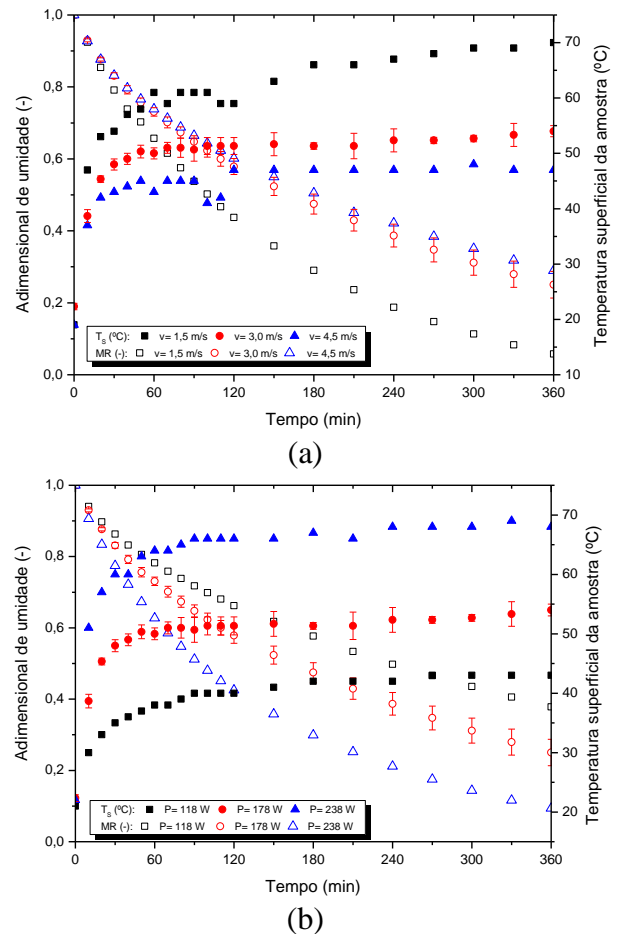 1,0
0,8
0,6
0,4
0,2
0,0
Adimensional de umidade (-)
70
60
50
40
30
20
10
Temperatura superficial da amostra (ºC)
T_S (ºC): v= 1,5 m/s v= 3,0 m/s v= 4,5 m/s
MR (-): v= 1,5 m/s v= 3,0 m/s v= 4,5 m/s
0 60 120 180 240 300 360
Tempo (min)
(a)
1,0
0,8
0,6
0,4
0,2
0,0
Adimensional de umidade (-)
70
60
50
40
30
20
Temperatura superficial da amostra (ºC)
T_S (ºC): P= 118 W P= 178 W P= 238 W
MR (-): P= 118 W P= 178 W P= 238 W
0 60 120 180 240 300 360
Tempo (min)
(b)